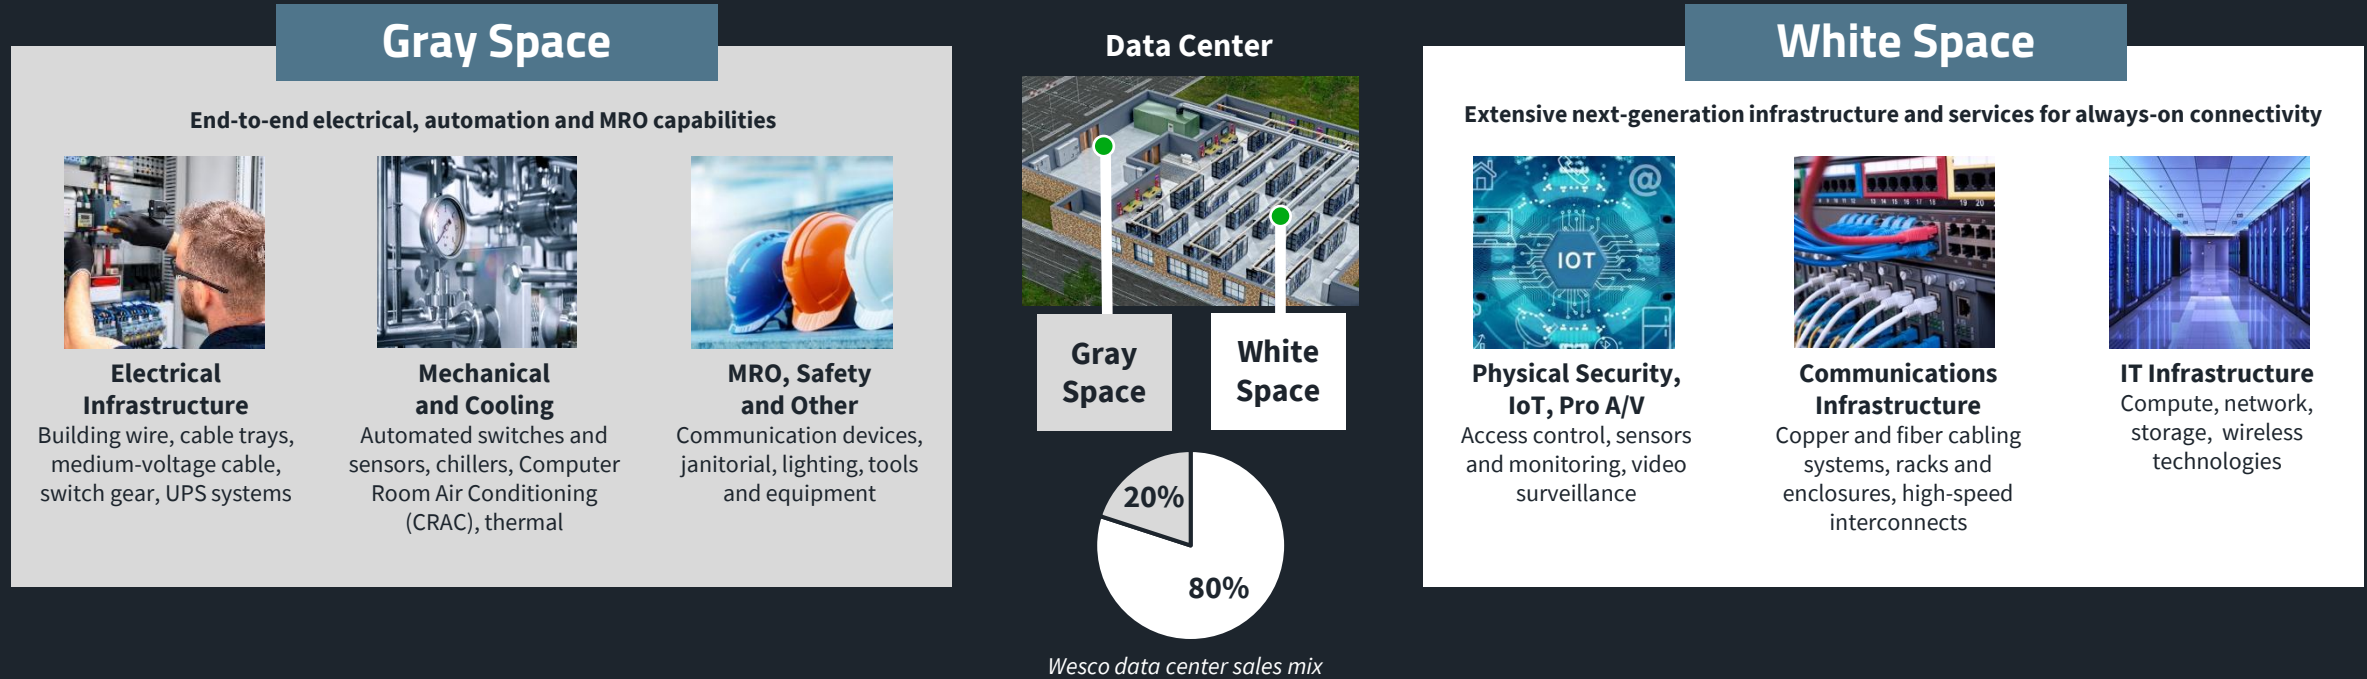 Gray Space
End-to-end electrical, automation and MRO capabilities
Electrical
Infrastructure
Building wire, cable trays,
medium-voltage cable,
switch gear, UPS systems
Mechanical
and Cooling
Automated switches and
sensors, chillers, Computer
Room Air Conditioning
(CRAC), thermal
MRO, Safety
and Other
Communication devices,
janitorial, lighting, tools
and equipment
Data Center
Gray
Space
White
Space
20%
80%
Wesco data center sales mix
White Space
Extensive next-generation infrastructure and services for always-on connectivity
@
IOT
Physical Security,
IoT, Pro A/V
Access control, sensors
and monitoring, video
surveillance
19 20
Communications
Infrastructure
Copper and fiber cabling
systems, racks and
enclosures, high-speed
interconnects
IT Infrastructure
Compute, network,
storage, wireless
technologies